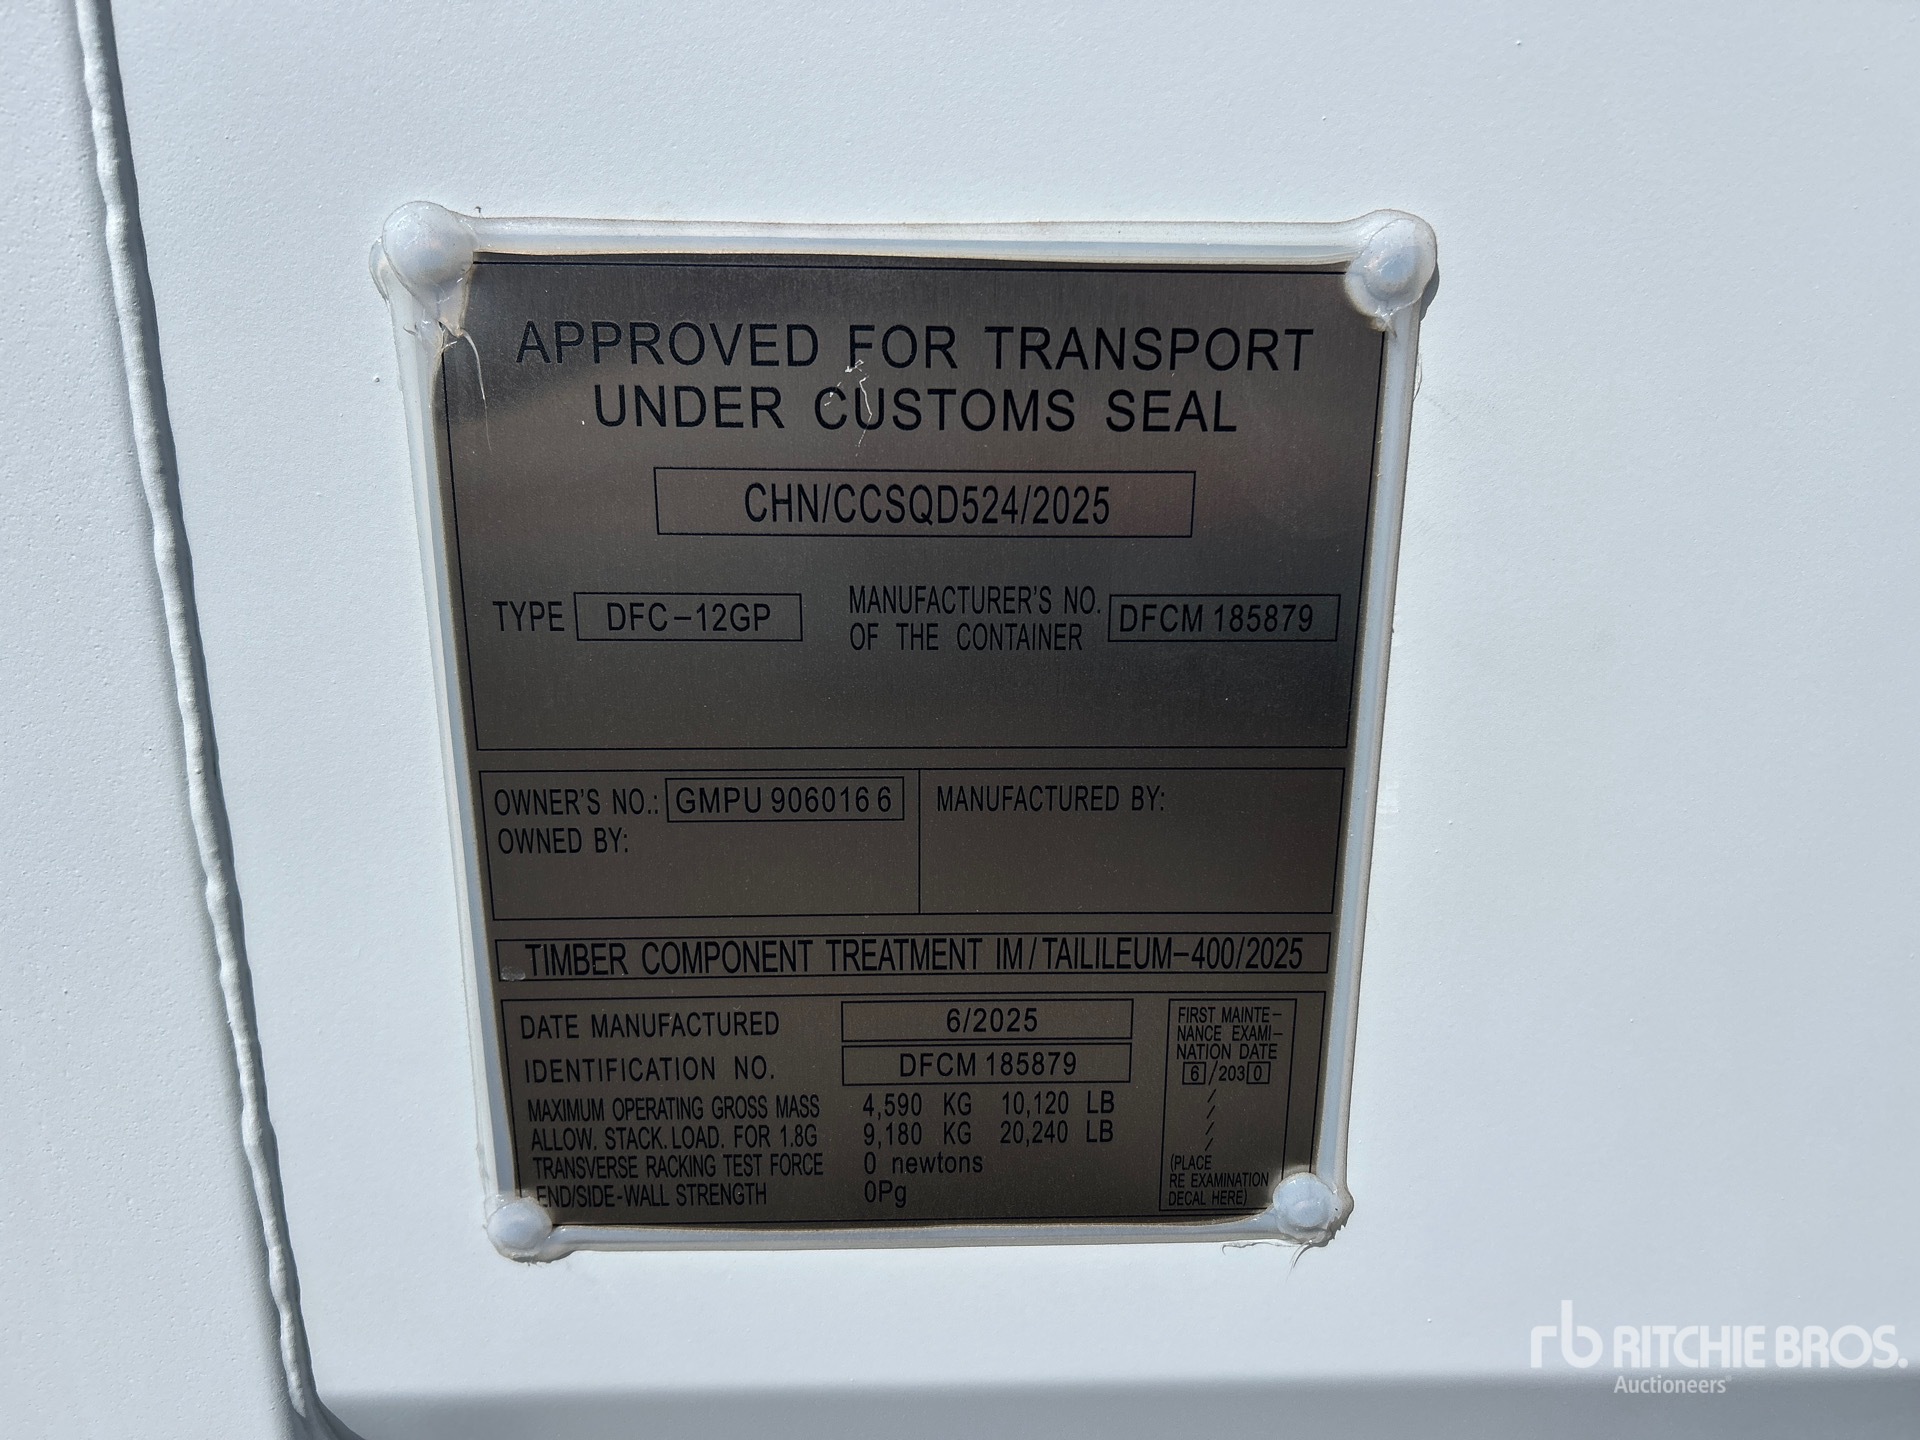 APPROVED FOR TRANSPORT
UNDER CUSTOMS SEAL
CHN/CCSQD524/2025
TYPE DFC-12GP MANUFACTURER'S NO. OF THE CONTAINER DFCM 185879
OWNER'S NO.: GMPU 906016 6
OWNED BY:
MANUFACTURED BY:
TIMBER COMPONENT TREATMENT IM/TAILILEUM-400/2025
DATE MANUFACTURED 6/2025
IDENTIFICATION NO. DFCM 185879
MAXIMUM OPERATING GROSS MASS 4,590 KG 10,120 LB
ALLOW. STACK. LOAD. FOR 1.8G 9,180 KG 20,240 LB
TRANSVERSE RACKING TEST FORCE 0 newtons
END/SIDE-WALL STRENGTH 0Pg
FIRST MAINTE-
NANCE EXAMI-
NATION DATE
6/2030
/
/
/
/
(PLACE
RE EXAMINATION
DECAL HERE)
rb RITCHIE BROS.
Auctioneers